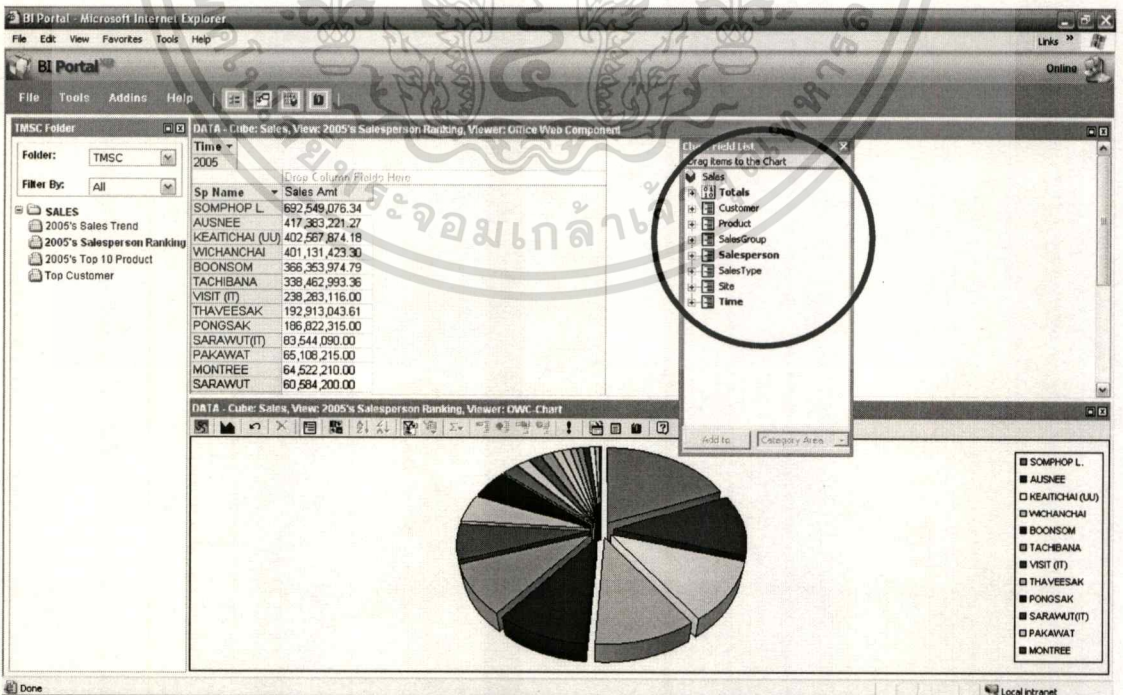 BI Portal - Microsoft Internet Explorer
File Edit View Favorites Tools Help
Links »
BI Portal
Online
File Tools Addins Help
TMSC Folder
Folder: TMSC
Filter By: All
SALES
2005's Sales Trend
2005's Salesperson Ranking
2005's Top 10 Product
Top Customer
DATA - Cube: Sales, View: 2005's Salesperson Ranking, Viewer: Office Web Component
Time
2005
Drop Column Fields Here
Sp Name Sales Amt
SOMPHOP L. 692,549,076.34
AUSNEE 417,383,221.27
KEAITICHAI (UU) 402,567,874.18
WICHANCHAI 401,131,423.30
BOONSOM 366,353,974.79
TACHIBANA 338,462,993.36
VISIT (IT) 238,283,116.00
THAVEESAK 192,913,043.61
PONGSAK 186,822,315.00
SARAWUT(IT) 83,544,090.00
PAKAWAT 65,108,215.00
MONTREE 64,522,210.00
SARAWUT 60,584,200.00
Chart Field List
Drag items to the Chart
Sales
Totals
Customer
Product
SalesGroup
Salesperson
SalesType
Site
Time
Add to Category Area
DATA - Cube: Sales, View: 2005's Salesperson Ranking, Viewer: OWC-Chart
SOMPHOP L.
AUSNEE
KEAITICHAI (UU)
WICHANCHAI
BOONSOM
TACHIBANA
VISIT (IT)
THAVEESAK
PONGSAK
SARAWUT(IT)
PAKAWAT
MONTREE
Done
Local intranet